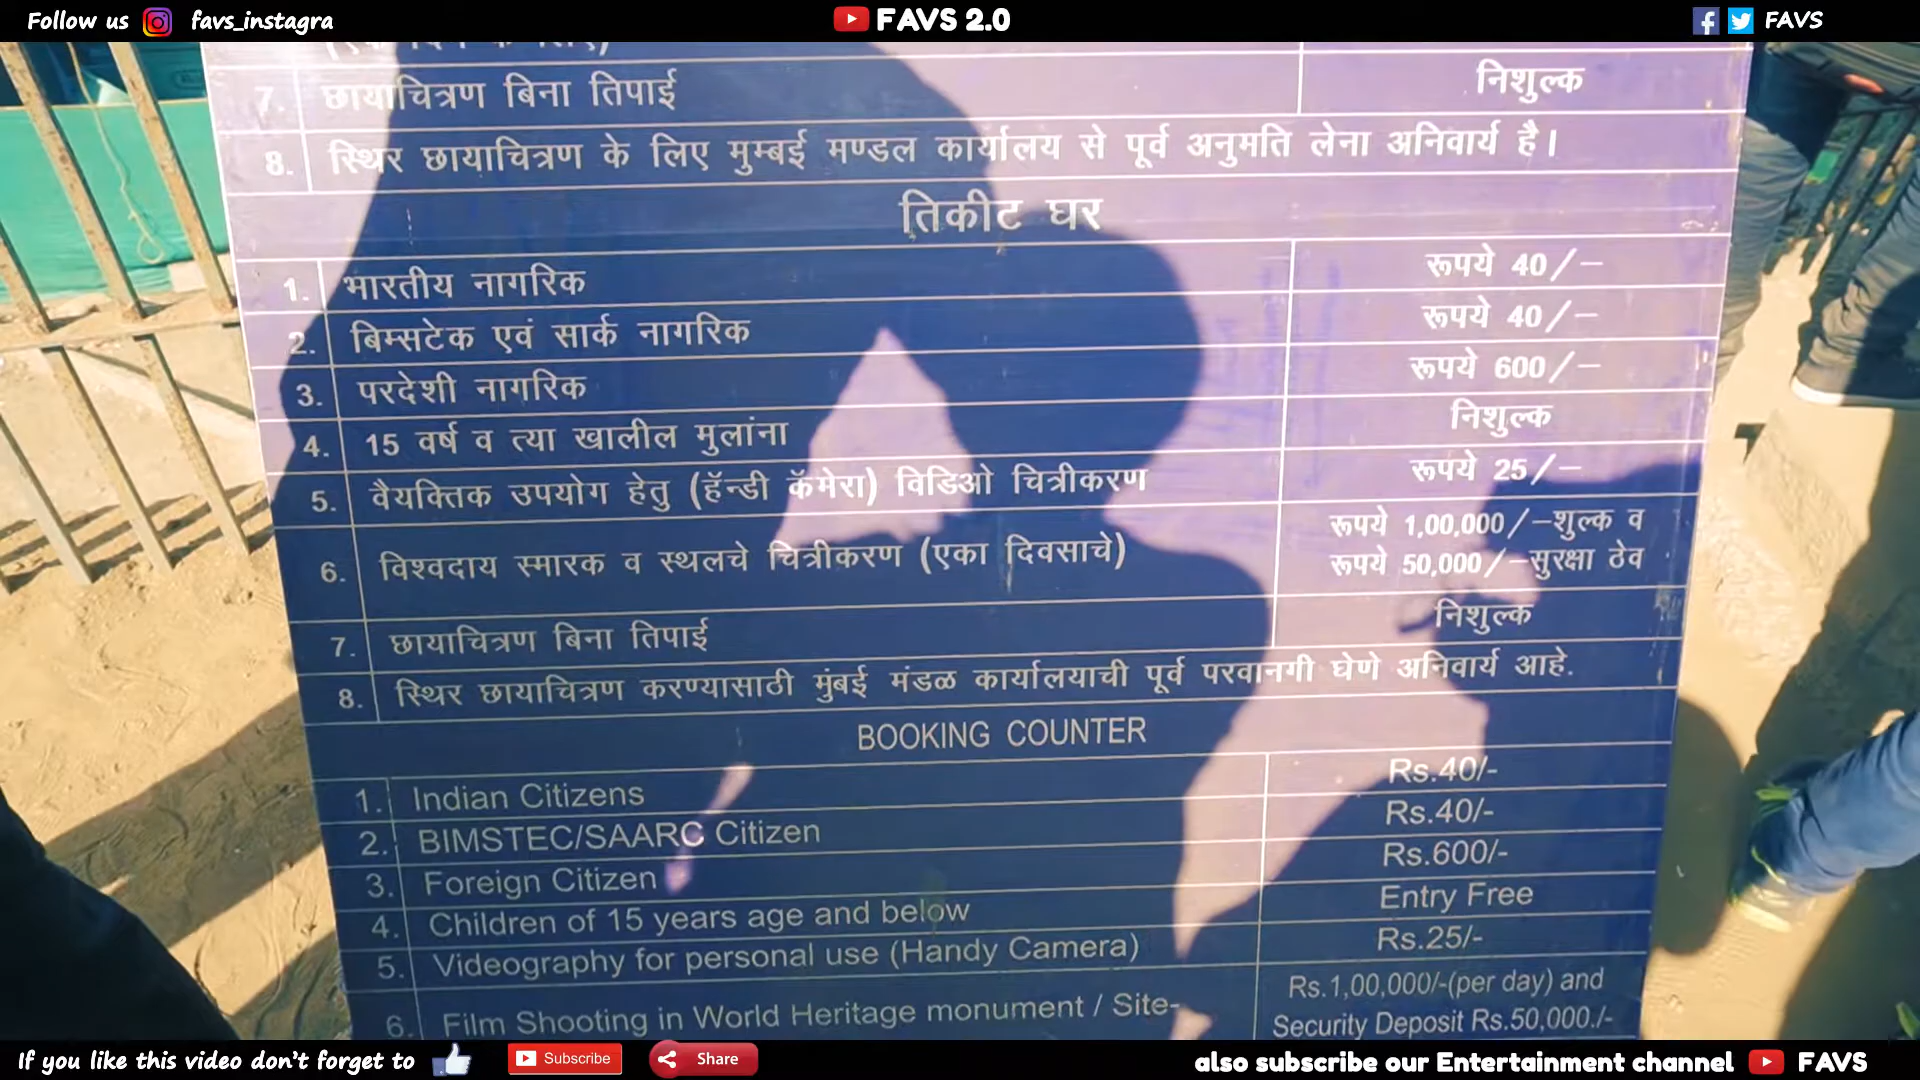 Follow us favs_instagra
FAVS 2.0
FAVS
7. छायाचित्रण बिना तिपाई निशुल्क
8. स्थिर छायाचित्रण के लिए मुम्बई मण्डल कार्यालय से पूर्व अनुमति लेना अनिवार्य है।
तिकीट घर
1. भारतीय नागरिक रूपये 40/–
2. बिम्सटेक एवं सार्क नागरिक रूपये 40/–
3. परदेशी नागरिक रूपये 600/–
4. 15 वर्ष व त्या खालील मुलांना निशुल्क
5. वैयक्तिक उपयोग हेतु (हॅन्डी कॅमेरा) विडिओ चित्रीकरण रूपये 25/–
6. विश्वदाय स्मारक व स्थलचे चित्रीकरण (एका दिवसाचे) रूपये 1,00,000/–शुल्क व
रूपये 50,000/–सुरक्षा ठेव
7. छायाचित्रण बिना तिपाई निशुल्क
8. स्थिर छायाचित्रण करण्यासाठी मुंबई मंडळ कार्यालयाची पूर्व परवानगी घेणे अनिवार्य आहे.
BOOKING COUNTER
1. Indian Citizens Rs.40/-
2. BIMSTEC/SAARC Citizen Rs.40/-
3. Foreign Citizen Rs.600/-
4. Children of 15 years age and below Entry Free
5. Videography for personal use (Handy Camera) Rs.25/-
6. Film Shooting in World Heritage monument / Site- Rs.1,00,000/-(per day) and
Security Deposit Rs.50,000./-
If you like this video don't forget to Subscribe Share
also subscribe our Entertainment channel FAVS